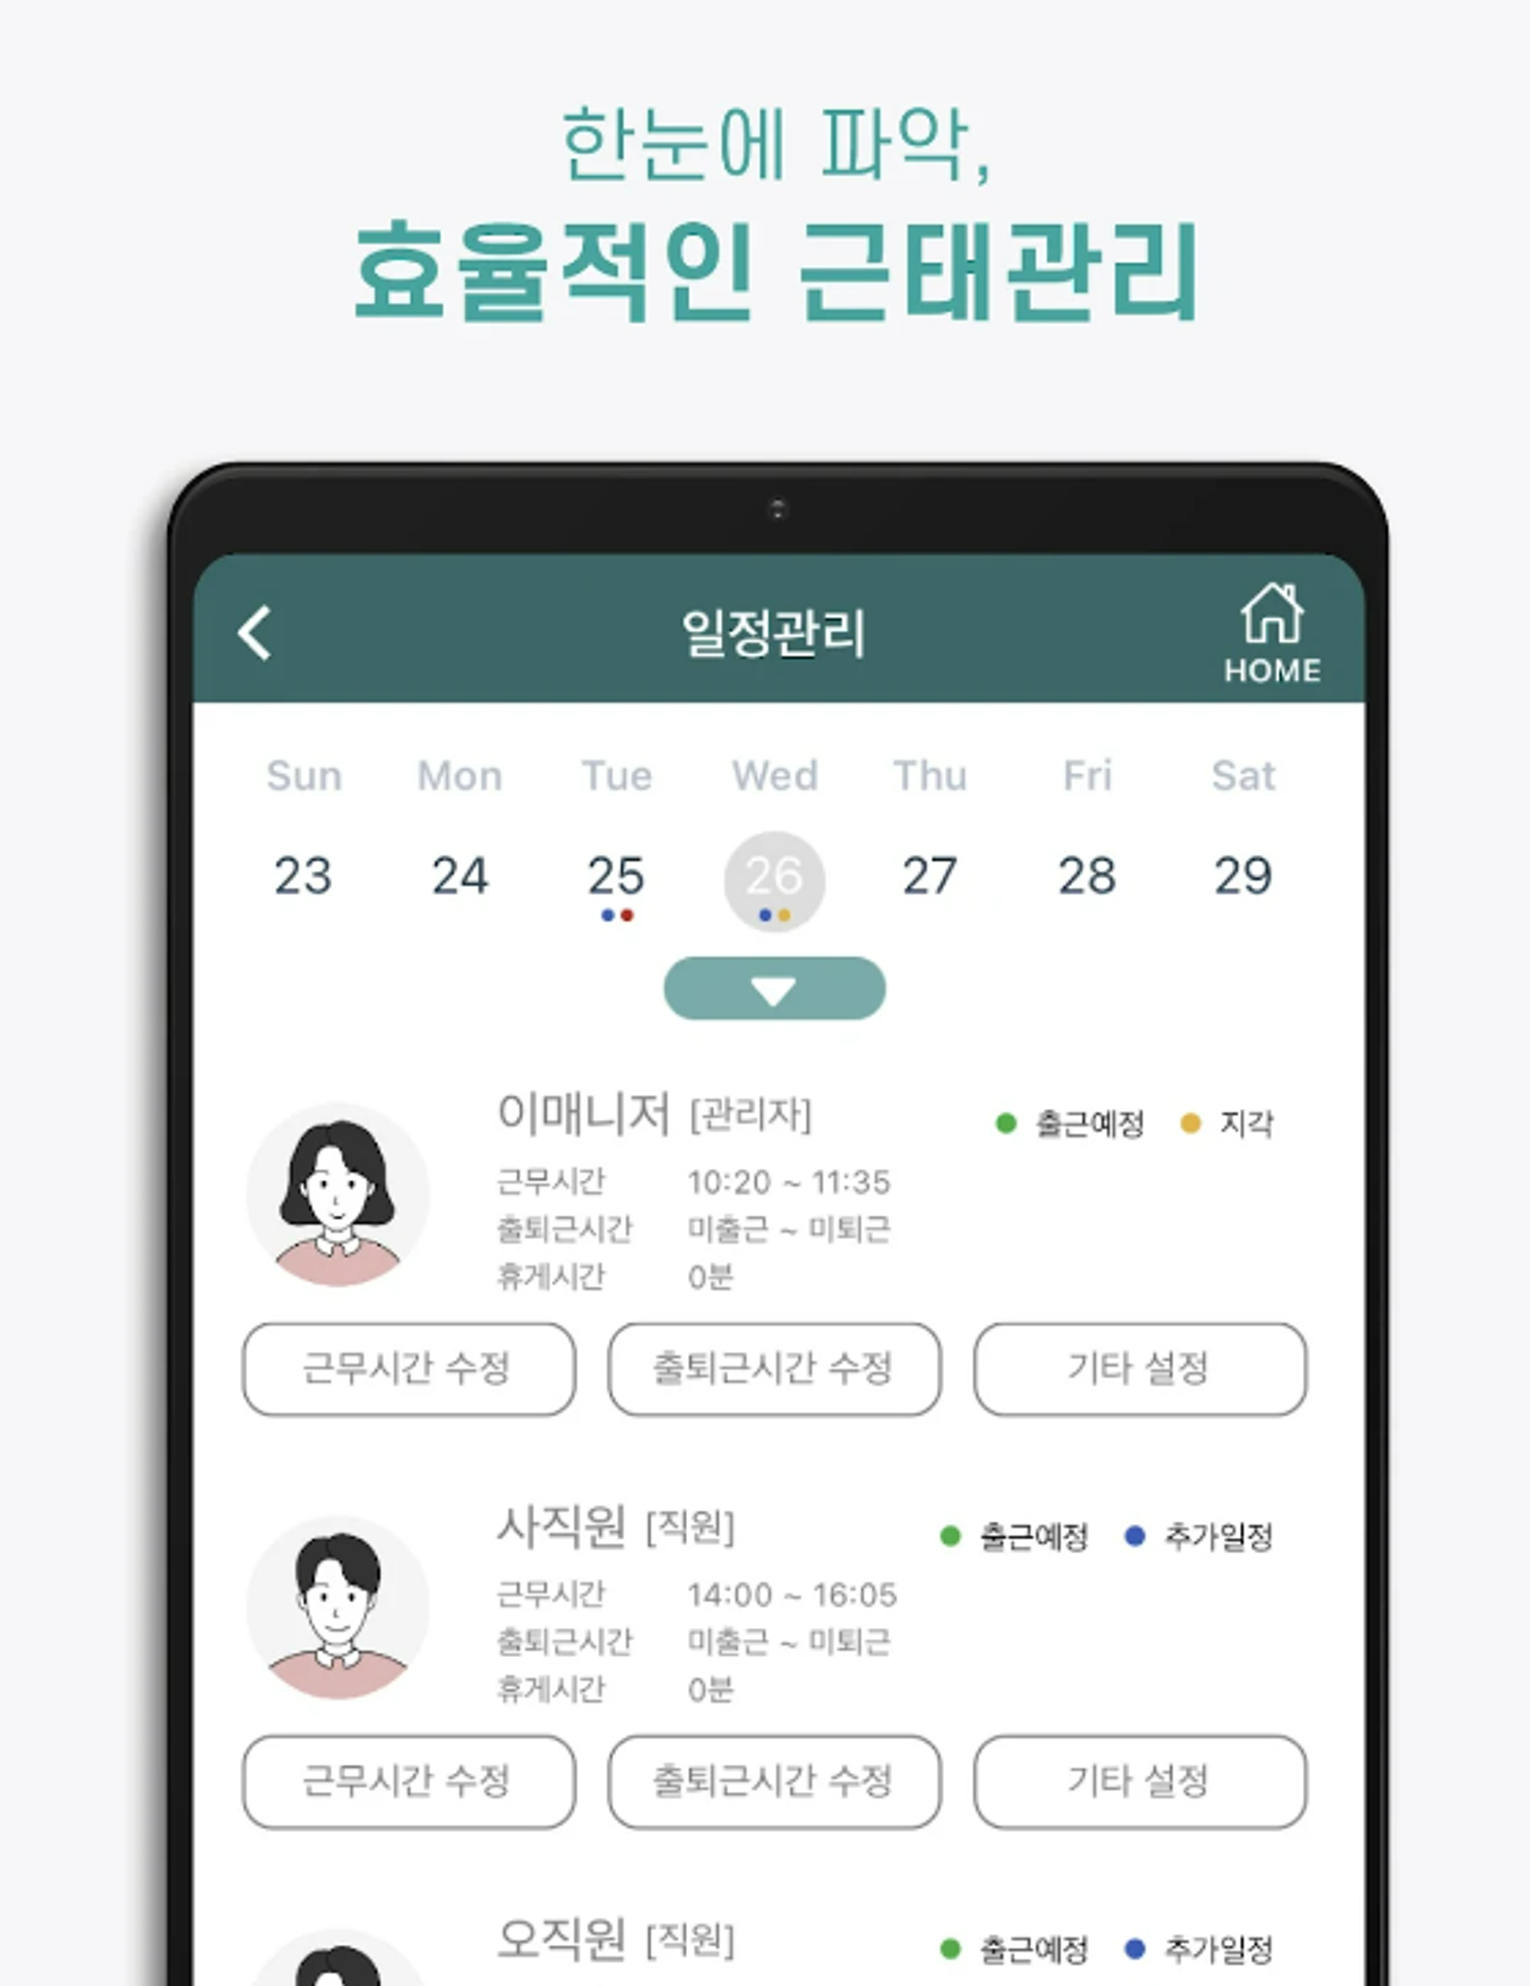 한눈에 파악,
효율적인 근태관리
일정관리
HOME
Sun Mon Tue Wed Thu Fri Sat
23 24 25 26 27 28 29
이매니저 [관리자]
출근예정 지각
근무시간 10:20 ~ 11:35
출퇴근시간 미출근 ~ 미퇴근
휴게시간 0분
근무시간 수정 출퇴근시간 수정 기타 설정
사직원 [직원]
출근예정 추가일정
근무시간 14:00 ~ 16:05
출퇴근시간 미출근 ~ 미퇴근
휴게시간 0분
근무시간 수정 출퇴근시간 수정 기타 설정
오직원 [직원]
출근예정 추가일정